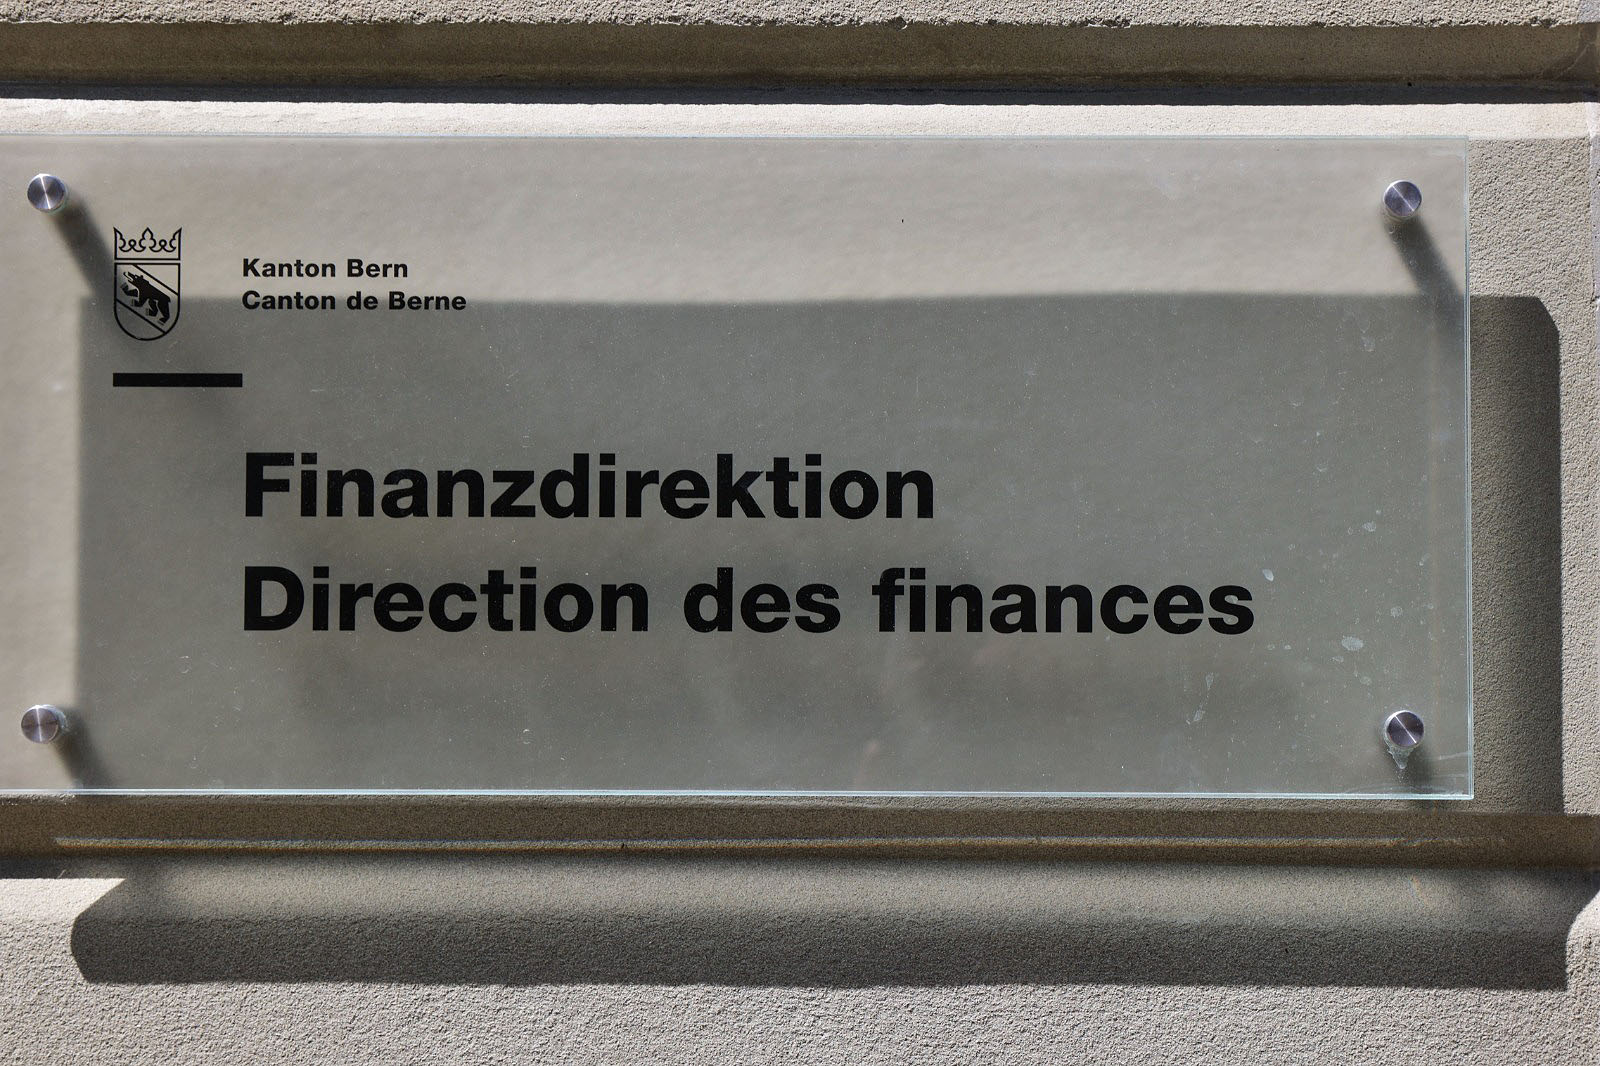 Kanton Bern
Canton de Berne
Finanzdirektion
Direction des finances